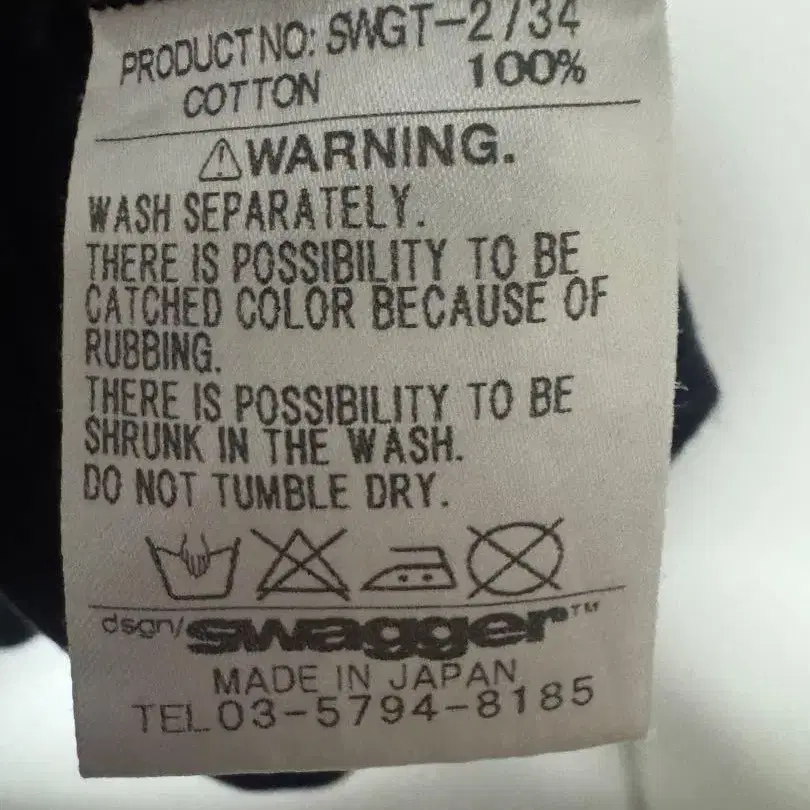 PRODUCT NO: SWGT-2734
COTTON 100%
WARNING.
WASH SEPARATELY.
THERE IS POSSIBILITY TO BE
CATCHED COLOR BECAUSE OF
RUBBING.
THERE IS POSSIBILITY TO BE
SHRUNK IN THE WASH.
DO NOT TUMBLE DRY.
dsgn/swagger™
MADE IN JAPAN
TEL 03-5794-8185